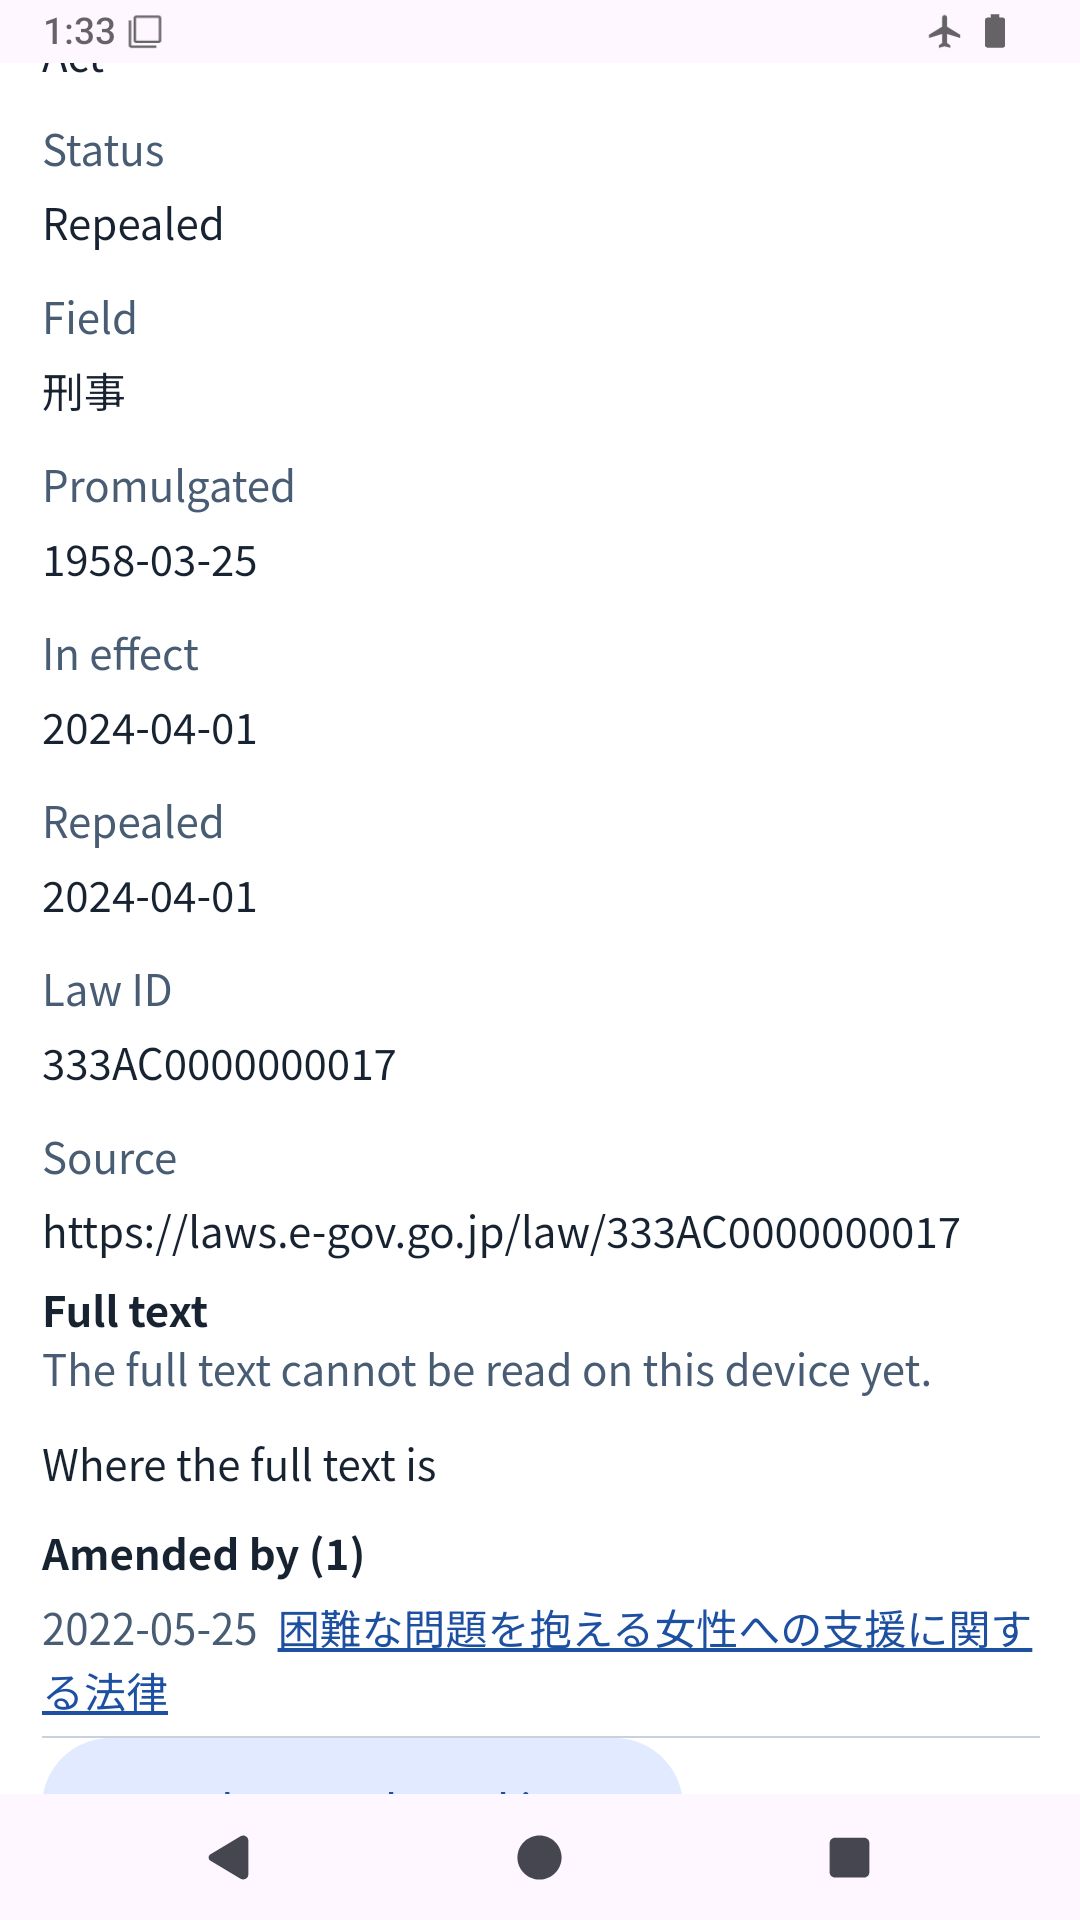 1:33
Act
Status
Repealed
Field
刑事
Promulgated
1958-03-25
In effect
2024-04-01
Repealed
2024-04-01
Law ID
333AC0000000017
Source
https://laws.e-gov.go.jp/law/333AC0000000017
Full text
The full text cannot be read on this device yet.
Where the full text is
Amended by (1)
2022-05-25 困難な問題を抱える女性への支援に関す
る法律